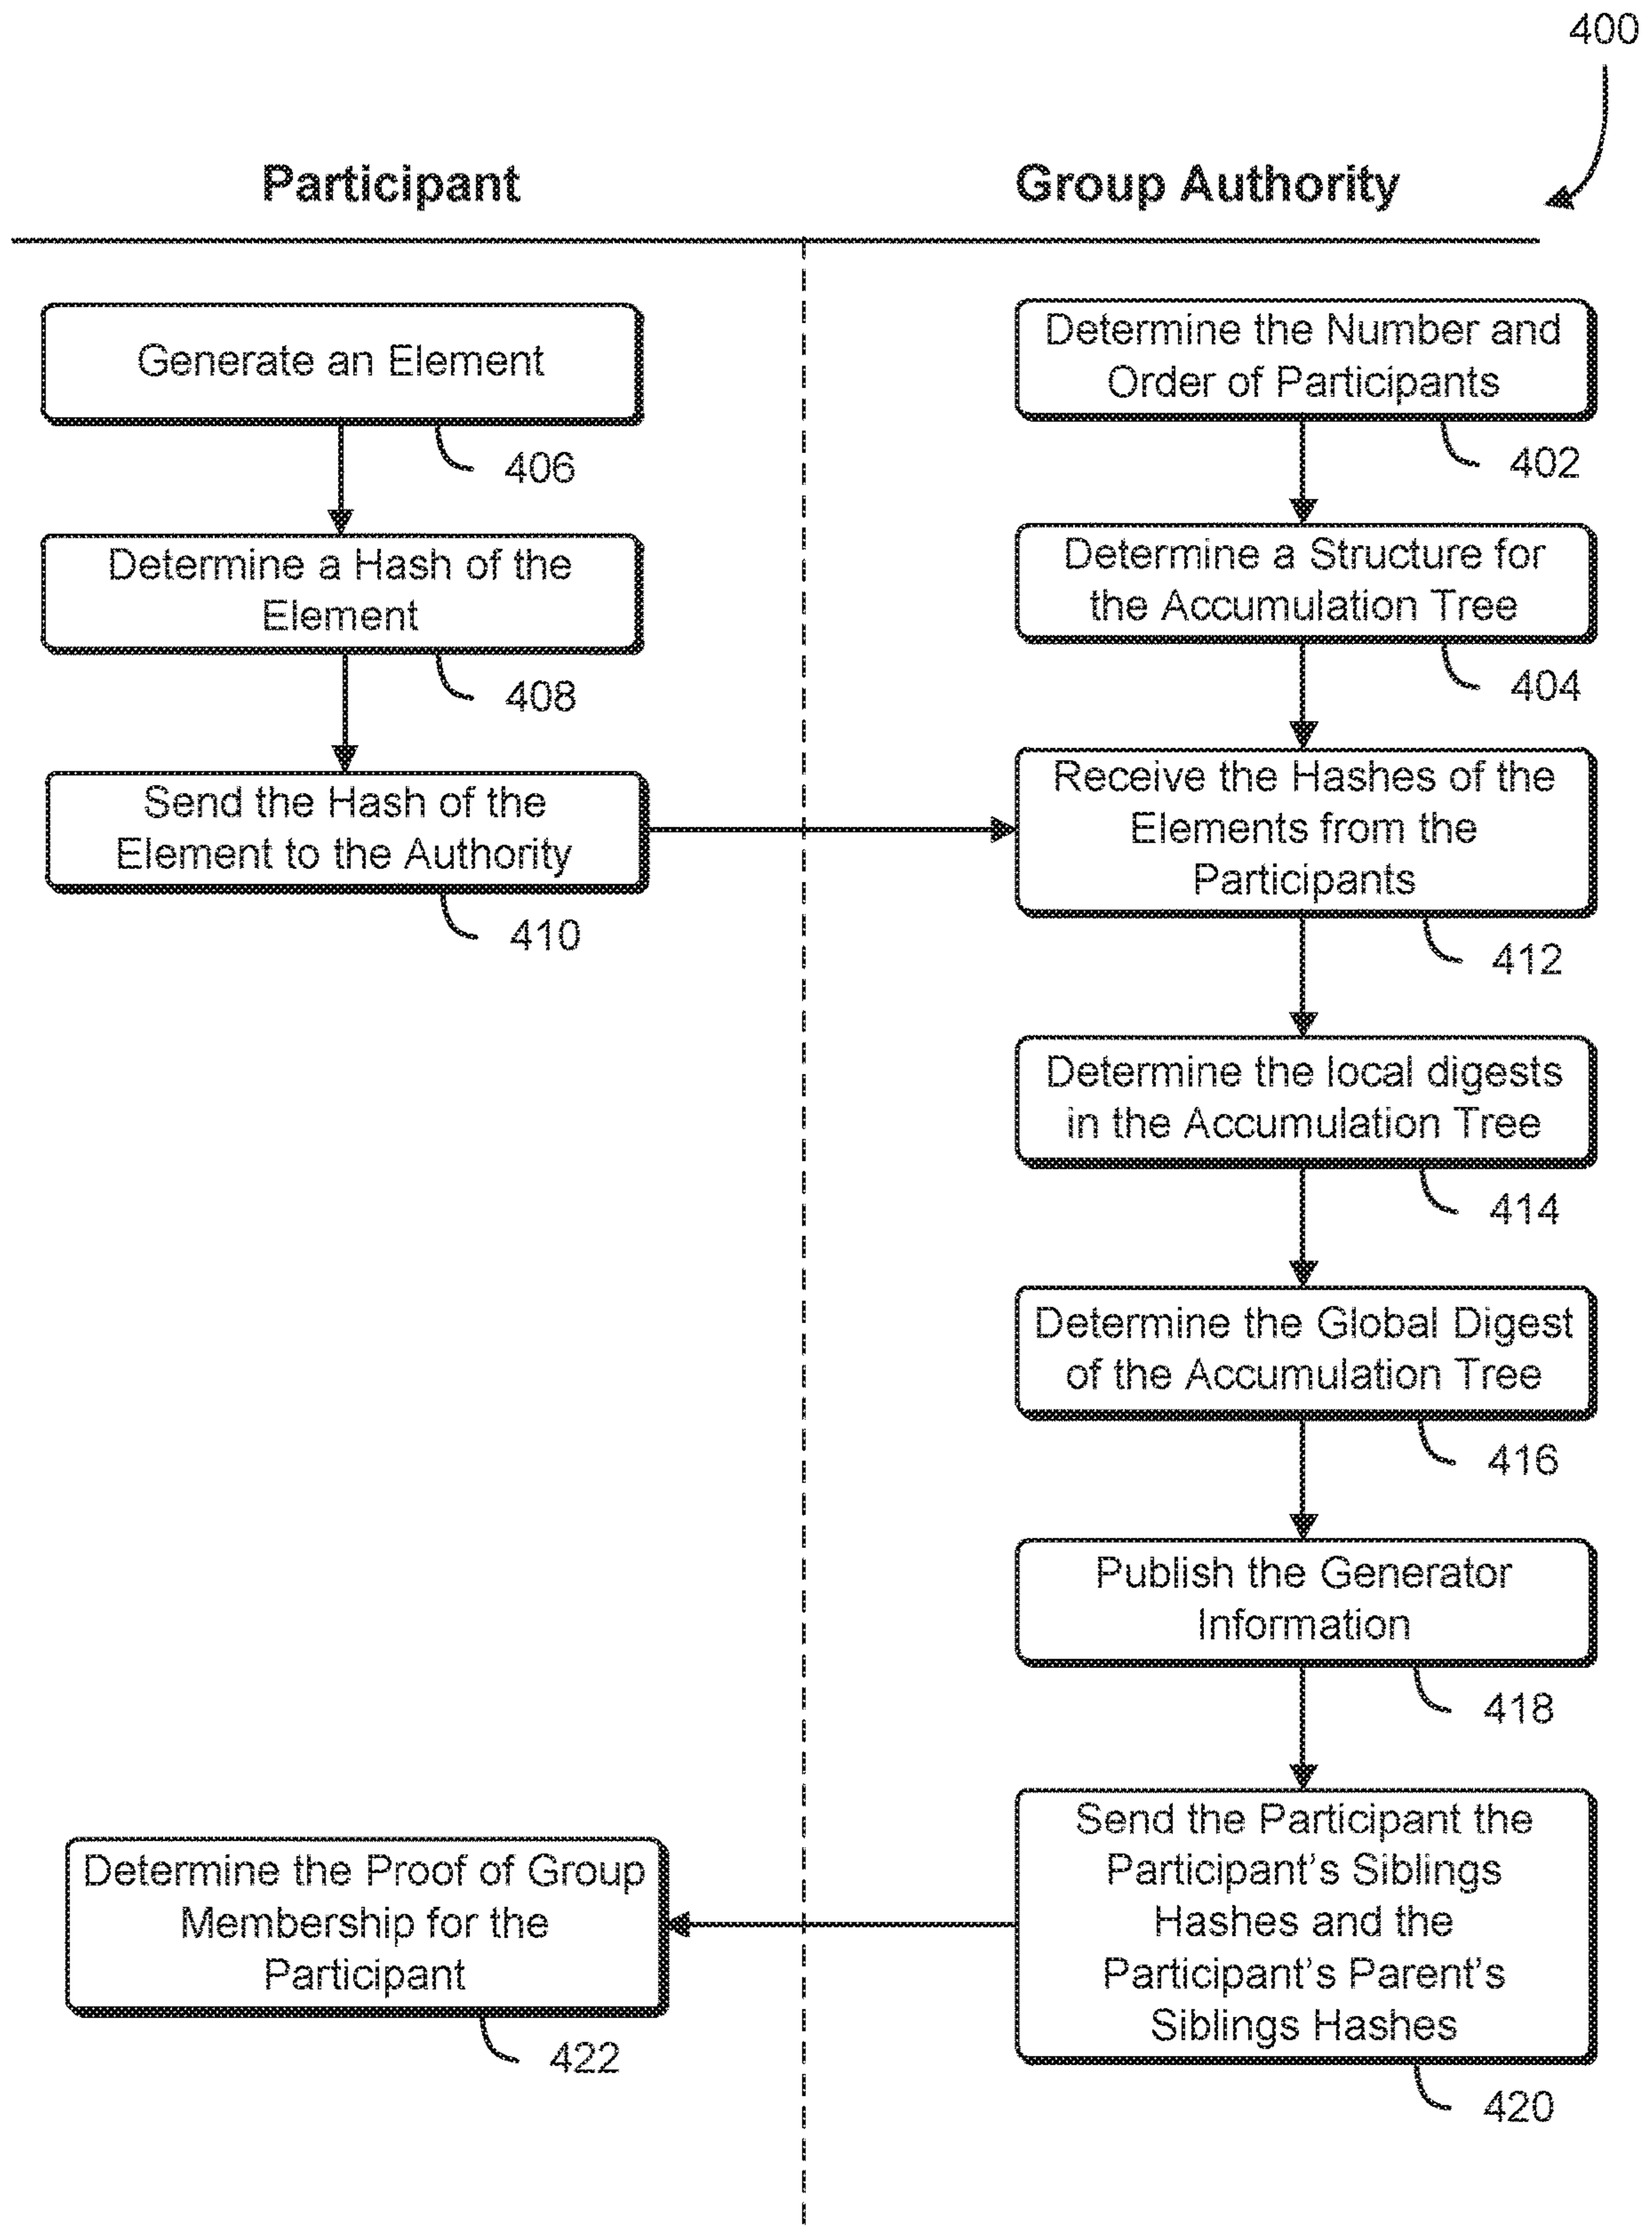 400
Participant
Group Authority
Generate an Element
406
Determine a Hash of the
Element
408
Send the Hash of the
Element to the Authority
410
Determine the Number and
Order of Participants
402
Determine a Structure for
the Accumulation Tree
404
Receive the Hashes of the
Elements from the
Participants
412
Determine the local digests
in the Accumulation Tree
414
Determine the Global Digest
of the Accumulation Tree
416
Publish the Generator
Information
418
Send the Participant the
Participant's Siblings
Hashes and the
Participant's Parent's
Siblings Hashes
420
Determine the Proof of Group
Membership for the
Participant
422